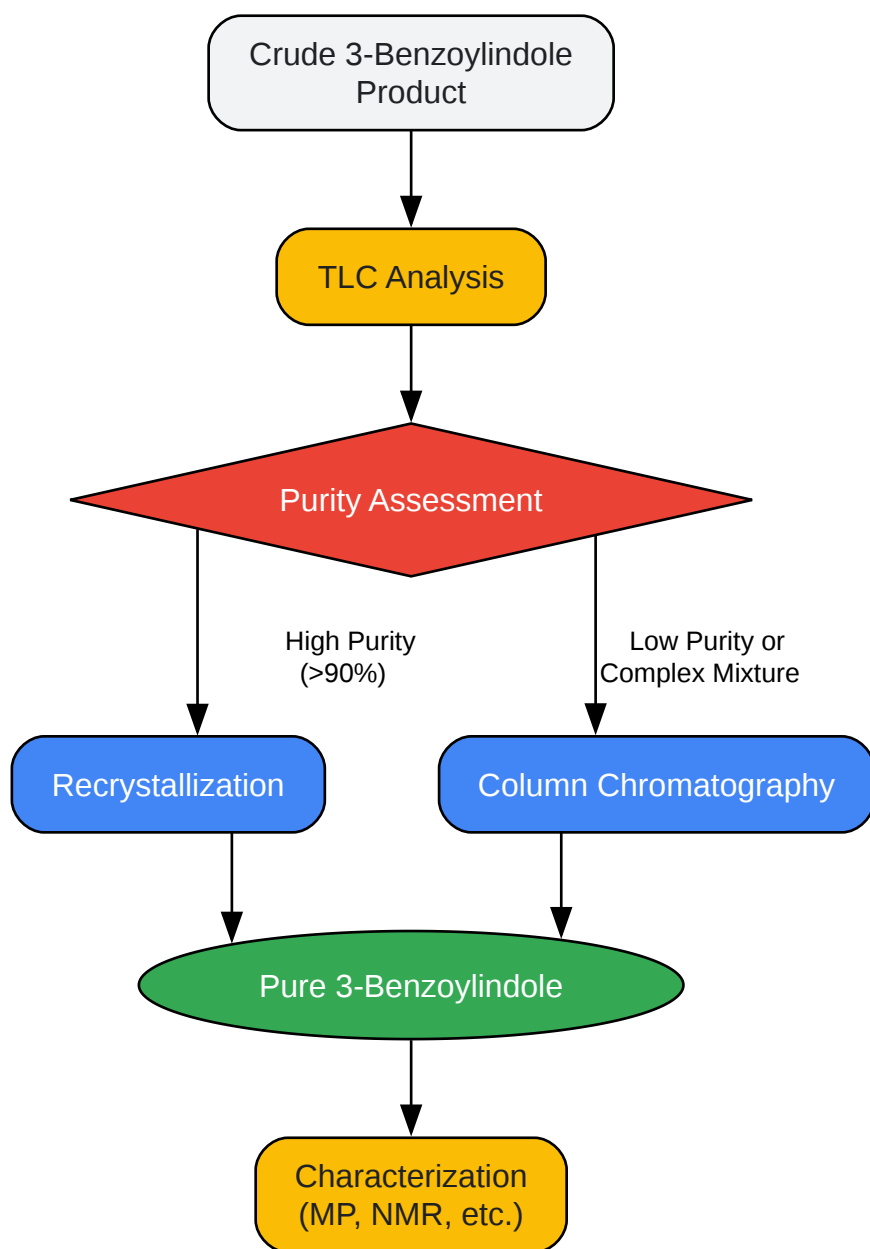 Crude 3-Benzoylindole
Product
TLC Analysis
Purity Assessment
High Purity
(>90%)
Low Purity or
Complex Mixture
Recrystallization
Column Chromatography
Pure 3-Benzoylindole
Characterization
(MP, NMR, etc.)